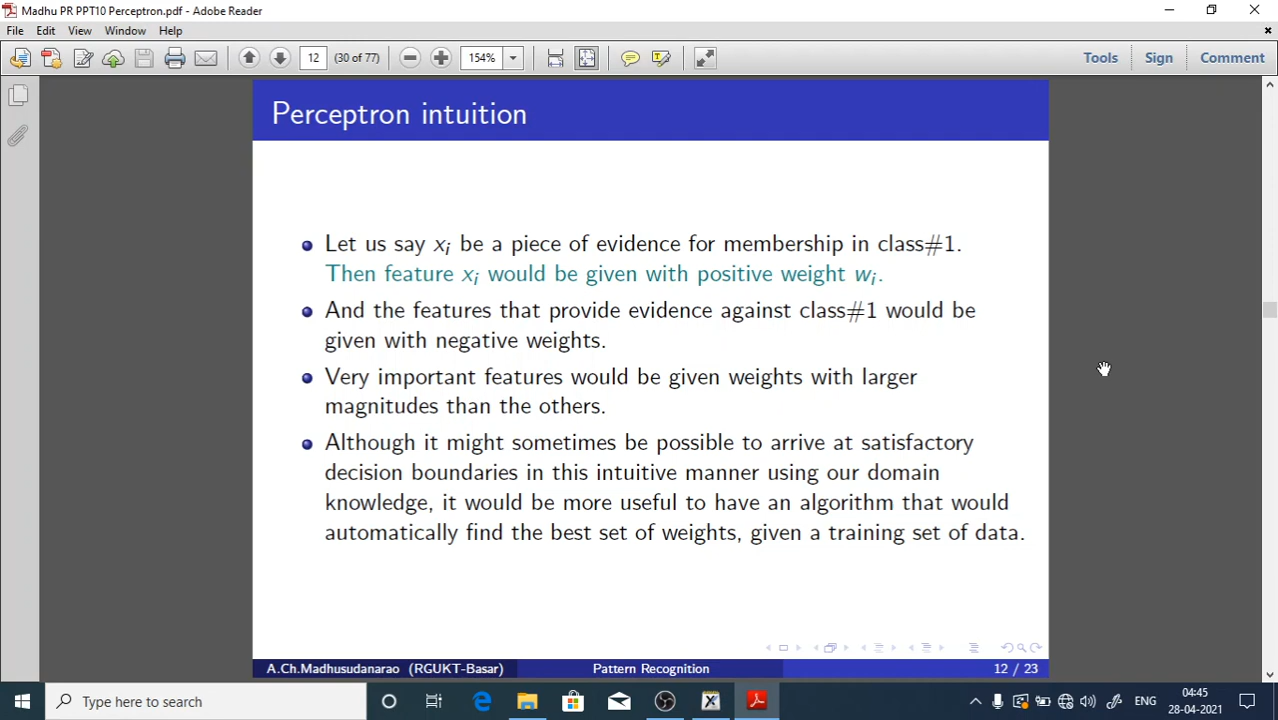 Madhu PR PPT10 Perceptron.pdf - Adobe Reader
File Edit View Window Help
12 (30 of 77) 154% Tools Sign Comment
Perceptron intuition
Let us say xi be a piece of evidence for membership in class#1.
Then feature xi would be given with positive weight wi.
And the features that provide evidence against class#1 would be
given with negative weights.
Very important features would be given weights with larger
magnitudes than the others.
Although it might sometimes be possible to arrive at satisfactory
decision boundaries in this intuitive manner using our domain
knowledge, it would be more useful to have an algorithm that would
automatically find the best set of weights, given a training set of data.
A.Ch.Madhusudanarao (RGUKT-Basar) Pattern Recognition 12 / 23
Type here to search
ENG
04:45
28-04-2021